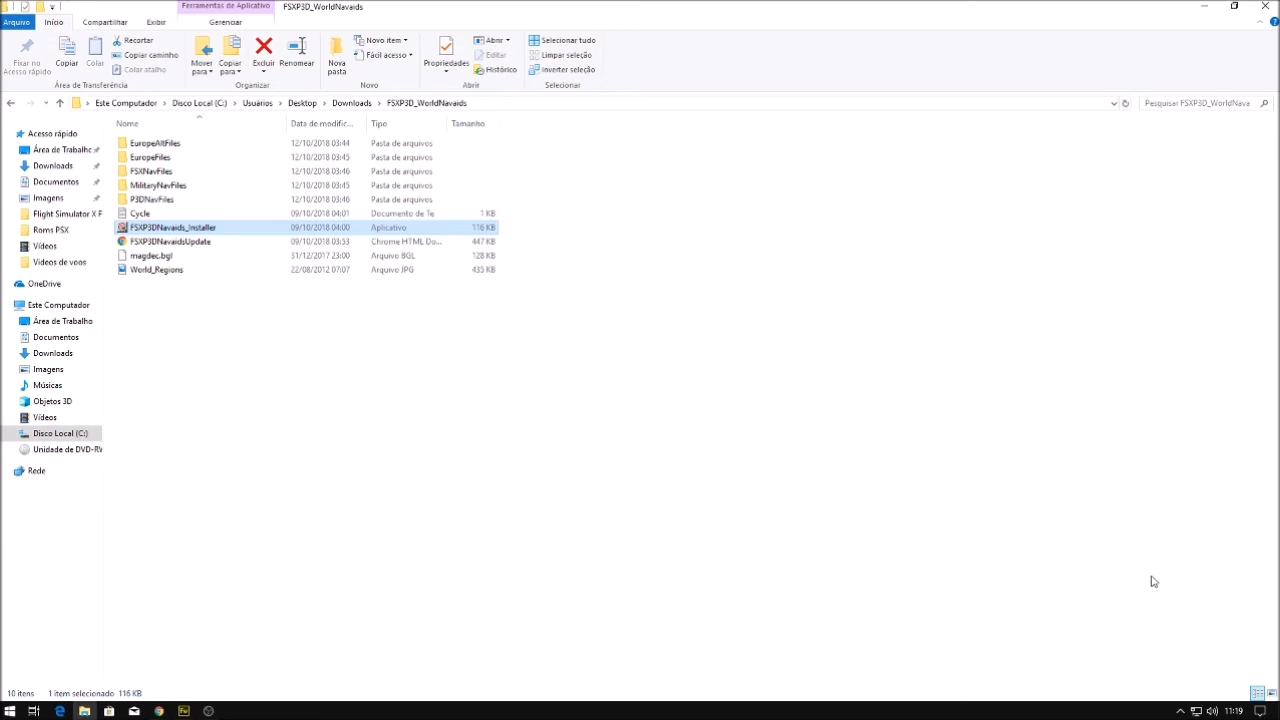 Ferramentas de Aplicativo
FSXP3D_WorldNavaids
Arquivo
Início
Compartilhar
Exibir
Gerenciar
Fixar no
Acesso rápido
Copiar
Colar
Recortar
Copiar caminho
Colar atalho
Mover
para
Copiar
para
Excluir
Renomear
Nova
pasta
Novo item
Fácil acesso
Propriedades
Abrir
Editar
Histórico
Selecionar tudo
Limpar seleção
Inverter seleção
Área de Transferência
Organizar
Novo
Abrir
Selecionar
Este Computador
Disco Local (C:)
Usuários
Desktop
Downloads
FSXP3D_WorldNavaids
Pesquisar FSXP3D_WorldNava
Nome
Data de modific...
Tipo
Tamanho
EuropeAltFiles 12/10/2018 03:44 Pasta de arquivos
EuropeFiles 12/10/2018 03:45 Pasta de arquivos
FSXNavFiles 12/10/2018 03:46 Pasta de arquivos
MilitaryNavFiles 12/10/2018 03:45 Pasta de arquivos
P3DNavFiles 12/10/2018 03:46 Pasta de arquivos
Cycle 09/10/2018 04:01 Documento de Te 1 KB
FSXP3DNavaids_Installer 09/10/2018 04:00 Aplicativo 116 KB
FSXP3DNavaidsUpdate 09/10/2018 03:53 Chrome HTML Do... 447 KB
magdec.bgl 31/12/2017 23:00 Arquivo BGL 128 KB
World_Regions 22/08/2012 07:07 Arquivo JPG 435 KB
Acesso rápido
Área de Trabalho
Downloads
Documentos
Imagens
Flight Simulator X F
Roms PSX
Vídeos
Vídeos de voos
OneDrive
Este Computador
Área de Trabalho
Documentos
Downloads
Imagens
Músicas
Objetos 3D
Vídeos
Disco Local (C:)
Unidade de DVD-RW
Rede
10 itens
1 item selecionado 116 KB
Fw
11:19